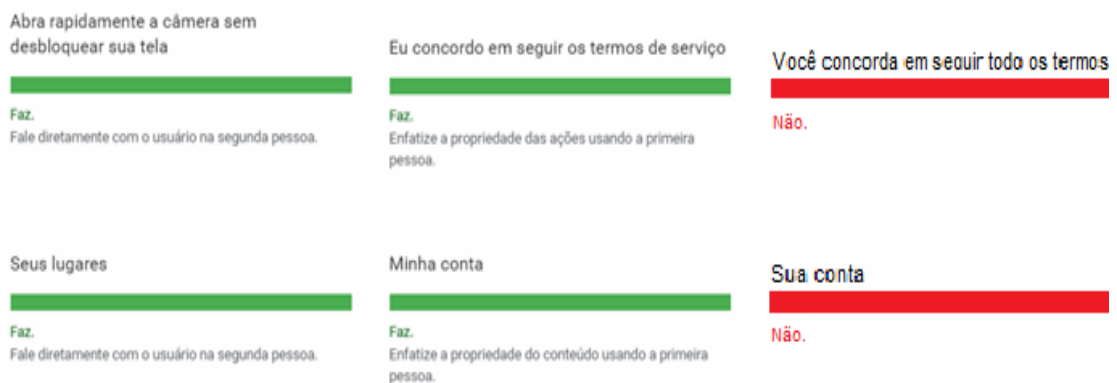 Abra rapidamente a câmera sem
desbloquear sua tela
Faz.
Fale diretamente com o usuário na segunda pessoa.
Eu concordo em seguir os termos de serviço
Faz.
Enfatize a propriedade das ações usando a primeira
pessoa.
Você concorda em seguir todo os termos
Não.
Seus lugares
Faz.
Fale diretamente com o usuário na segunda pessoa.
Minha conta
Faz.
Enfatize a propriedade do conteúdo usando a primeira
pessoa.
Sua conta
Não.